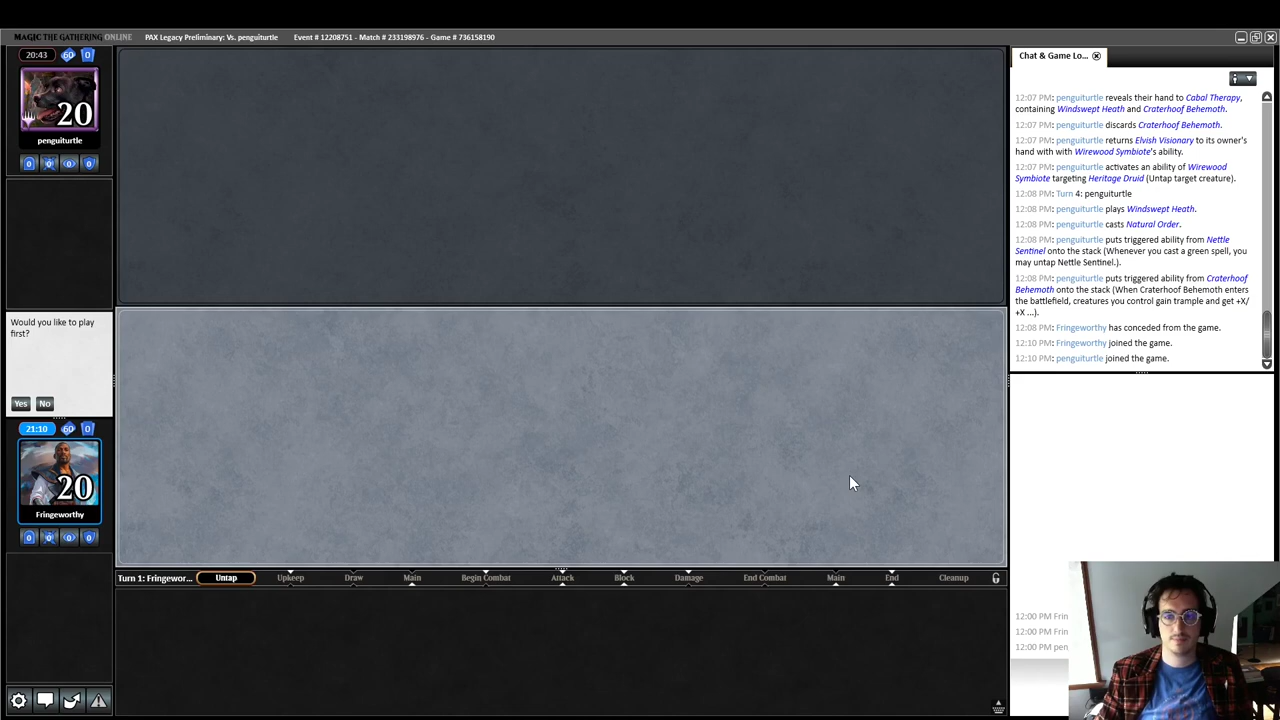 MAGIC THE GATHERING ONLINE PAX Legacy Preliminary: Vs. penguiturtle Event # 12208751 - Match # 233198976 - Game # 736158190
20:43 60 0
20
penguiturtle
0 0 0 0
Would you like to play
first?
Yes No
21:10 60 0
20
Fringeworthy
0 0 0 0
Turn 1: Fringewor... Untap Upkeep Draw Main Begin Combat Attack Block Damage End Combat Main End Cleanup
Chat & Game Lo...
12:07 PM: penguiturtle reveals their hand to Cabal Therapy,
containing Windswept Heath and Craterhoof Behemoth.
12:07 PM: penguiturtle discards Craterhoof Behemoth.
12:07 PM: penguiturtle returns Elvish Visionary to its owner's
hand with with Wirewood Symbiote's ability.
12:07 PM: penguiturtle activates an ability of Wirewood
Symbiote targeting Heritage Druid (Untap target creature).
12:08 PM: Turn 4: penguiturtle
12:08 PM: penguiturtle plays Windswept Heath.
12:08 PM: penguiturtle casts Natural Order.
12:08 PM: penguiturtle puts triggered ability from Nettle
Sentinel onto the stack (Whenever you cast a green spell, you
may untap Nettle Sentinel.).
12:08 PM: penguiturtle puts triggered ability from Craterhoof
Behemoth onto the stack (When Craterhoof Behemoth enters
the battlefield, creatures you control gain trample and get +X/
+X ...).
12:08 PM: Fringeworthy has conceded from the game.
12:10 PM: Fringeworthy joined the game.
12:10 PM: penguiturtle joined the game.
12:00 PM Frin
12:00 PM Frin
12:00 PM pen